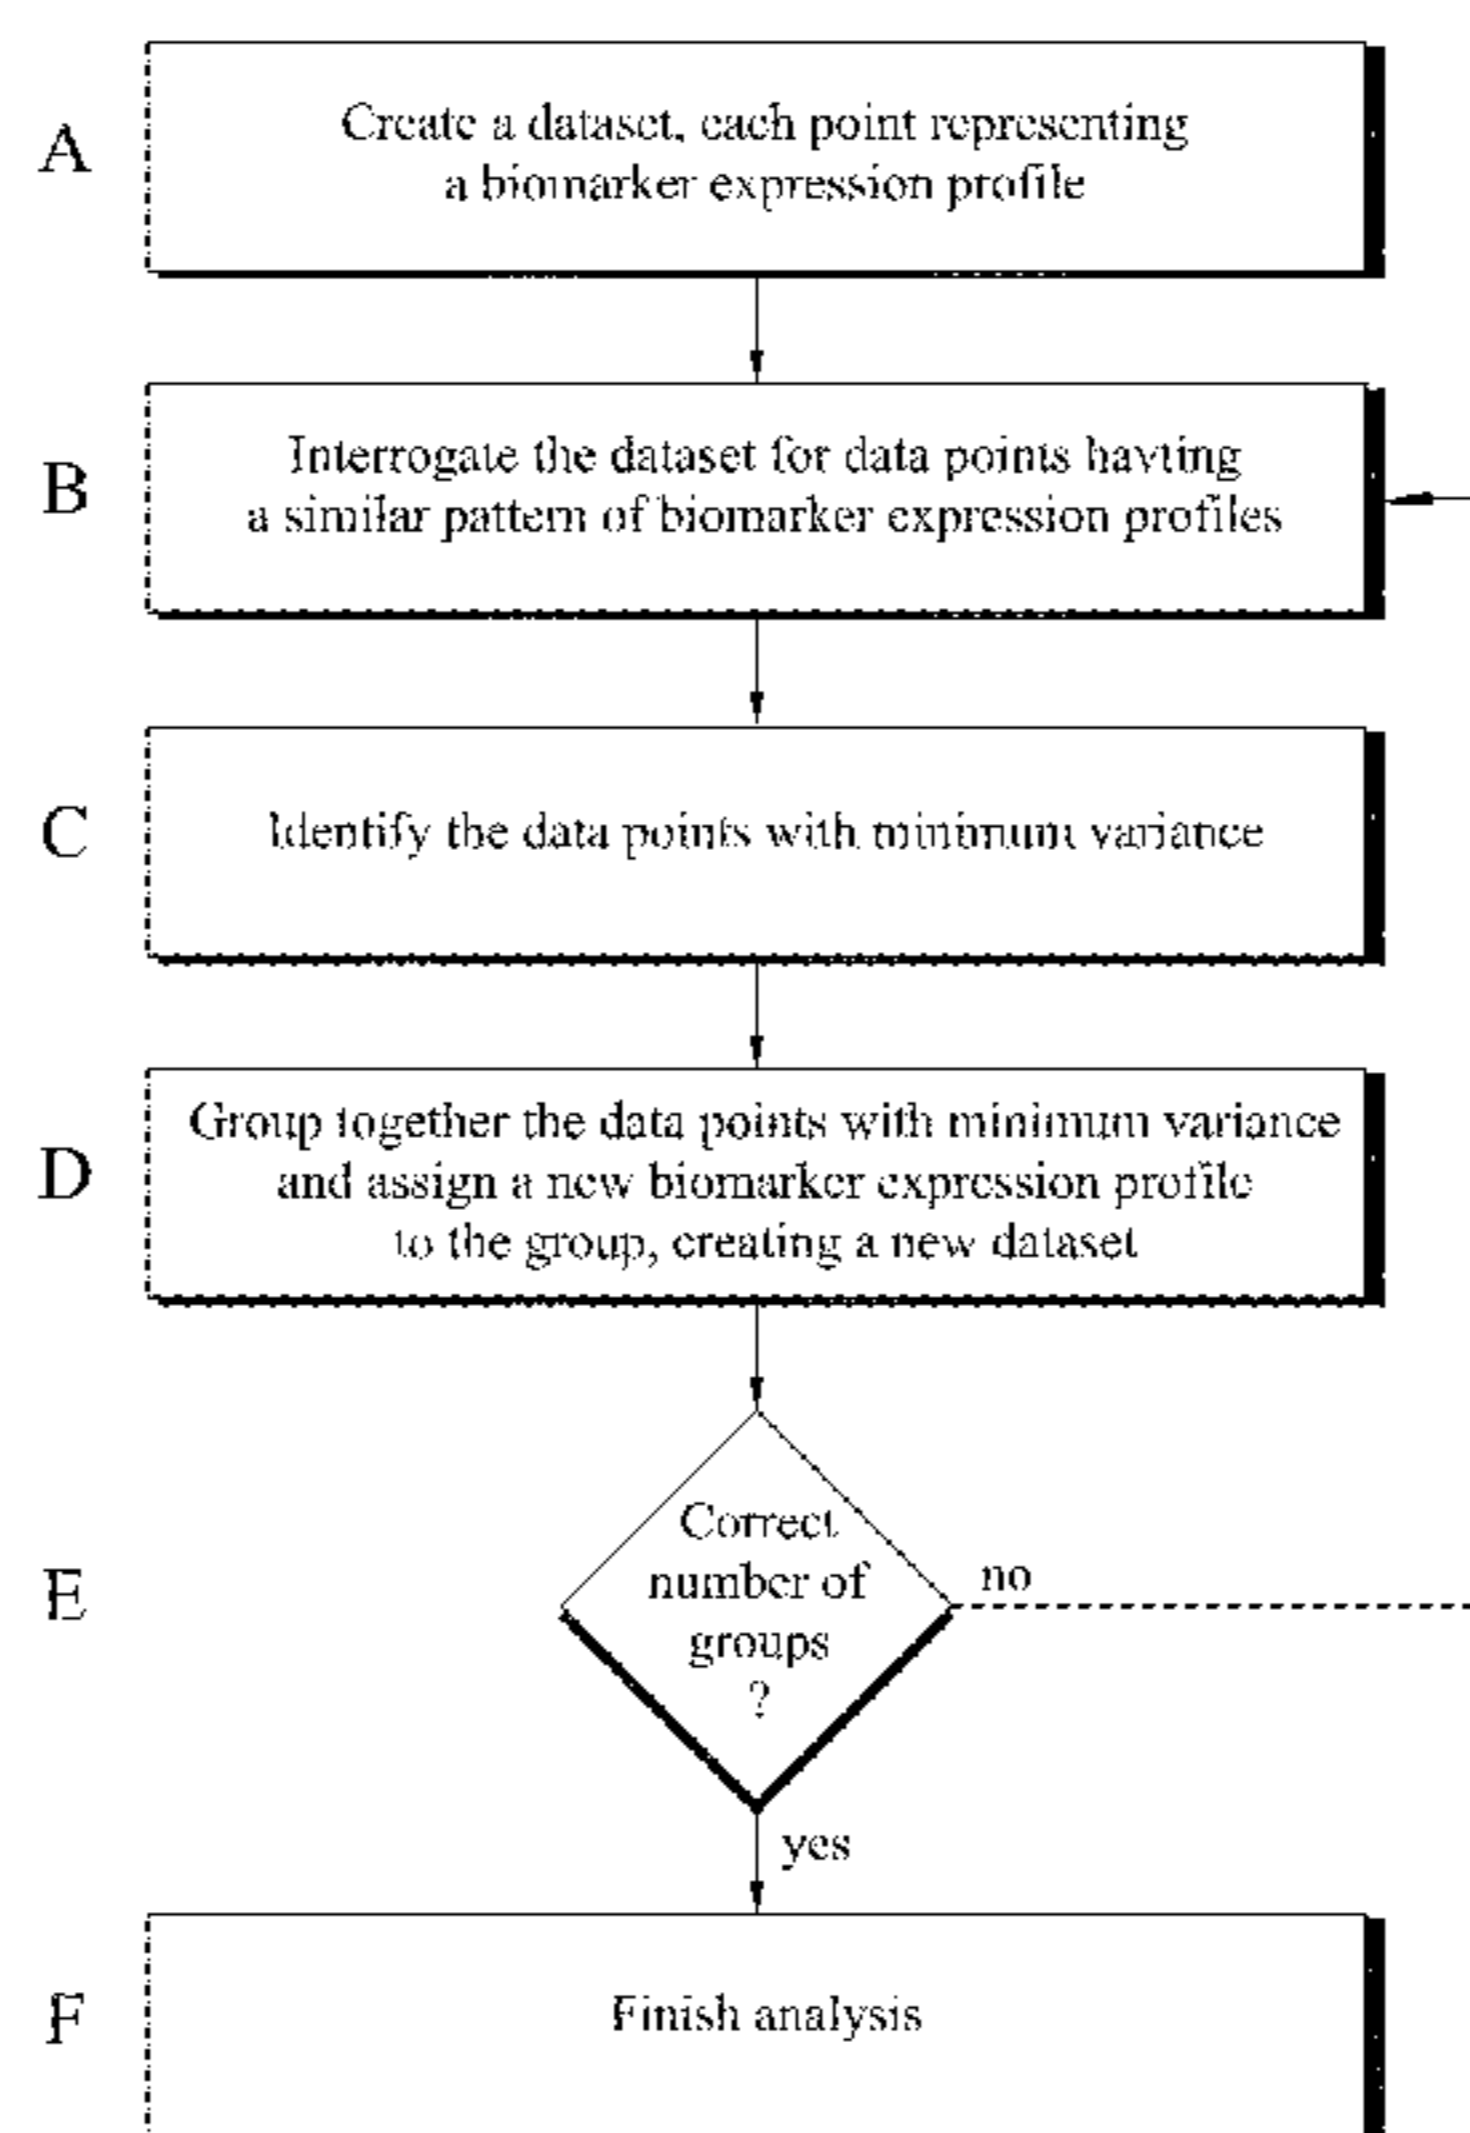 A
Create a dataset, each point representing
a biomarker expression profile
B
Interrogate the dataset for data points havting
a similar pattern of biomarker expression profiles
C
Identify the data points with minimum variance
D
Group together the data points with minimum variance
and assign a new biomarker expression profile
to the group, creating a new dataset
E
Correct
number of
groups
?
no
yes
F
Finish analysis